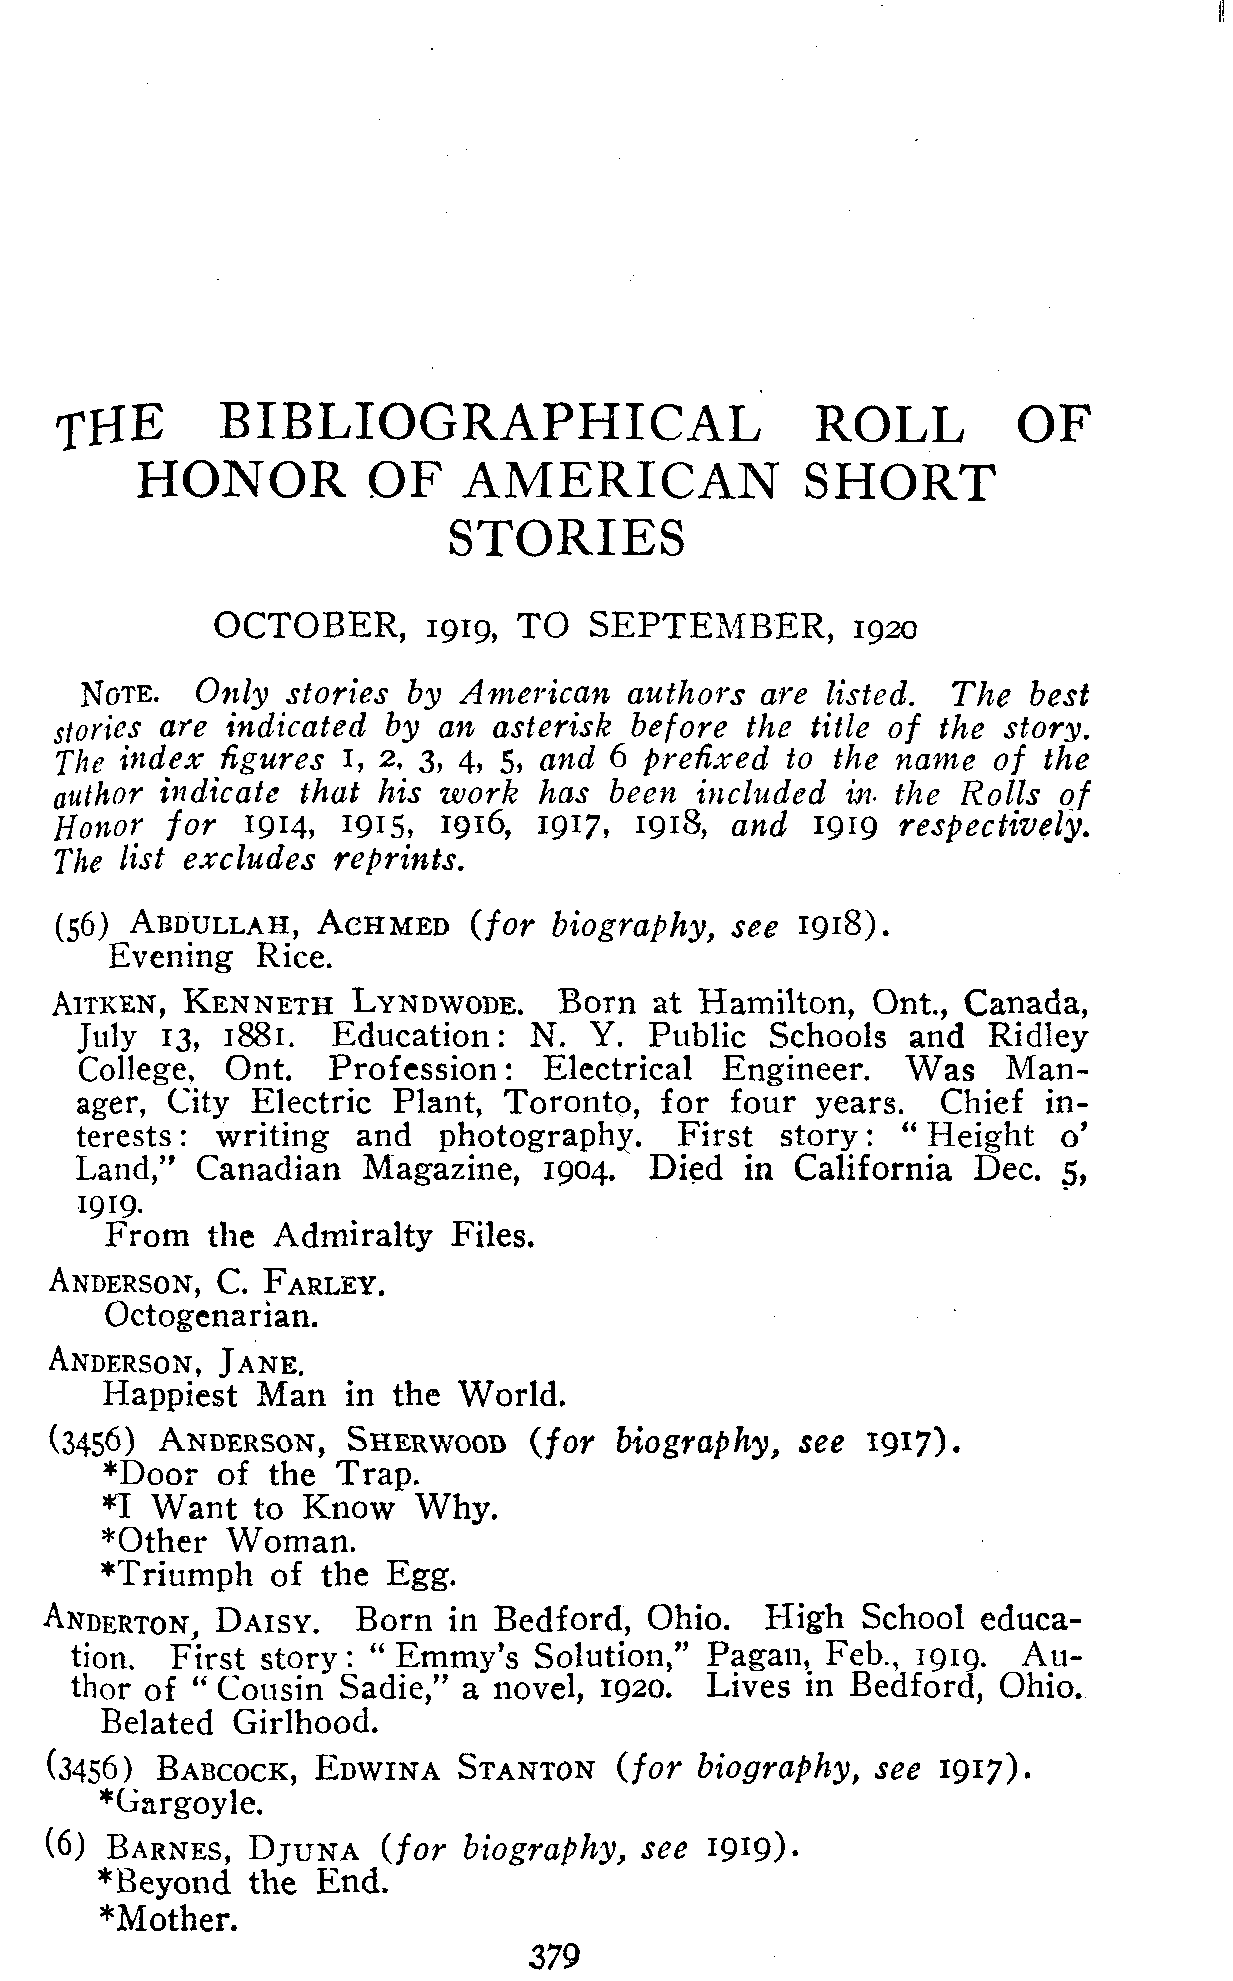 THE BIBLIOGRAPHICAL ROLL OF
HONOR OF AMERICAN SHORT
STORIES
OCTOBER, 1919, TO SEPTEMBER, 1920
NOTE. Only stories by American authors are listed. The best
stories are indicated by an asterisk before the title of the story.
The index figures 1, 2, 3, 4, 5, and 6 prefixed to the name of the
author indicate that his work has been included in the Rolls of
Honor for 1914, 1915, 1916, 1917, 1918, and 1919 respectively.
The list excludes reprints.
(56) ABDULLAH, ACHMED (for biography, see 1918).
Evening Rice.
AITKEN, KENNETH LYNDWODE. Born at Hamilton, Ont., Canada,
July 13, 1881. Education: N. Y. Public Schools and Ridley
College, Ont. Profession: Electrical Engineer. Was Man-
ager, City Electric Plant, Toronto, for four years. Chief in-
terests: writing and photography. First story: "Height o'
Land," Canadian Magazine, 1904. Died in California Dec. 5,
1919.
From the Admiralty Files.
ANDERSON, C. FARLEY.
Octogenarian.
ANDERSON, JANE.
Happiest Man in the World.
(3456) ANDERSON, SHERWOOD (for biography, see 1917).
*Door of the Trap.
*I Want to Know Why.
*Other Woman.
*Triumph of the Egg.
ANDERTON, DAISY. Born in Bedford, Ohio. High School educa-
tion. First story: "Emmy's Solution," Pagan, Feb., 1919. Au-
thor of "Cousin Sadie," a novel, 1920. Lives in Bedford, Ohio.
Belated Girlhood.
(3456) BABCOCK, EDWINA STANTON (for biography, see 1917).
*Gargoyle.
(6) BARNES, DJUNA (for biography, see 1919).
*Beyond the End.
*Mother.
379